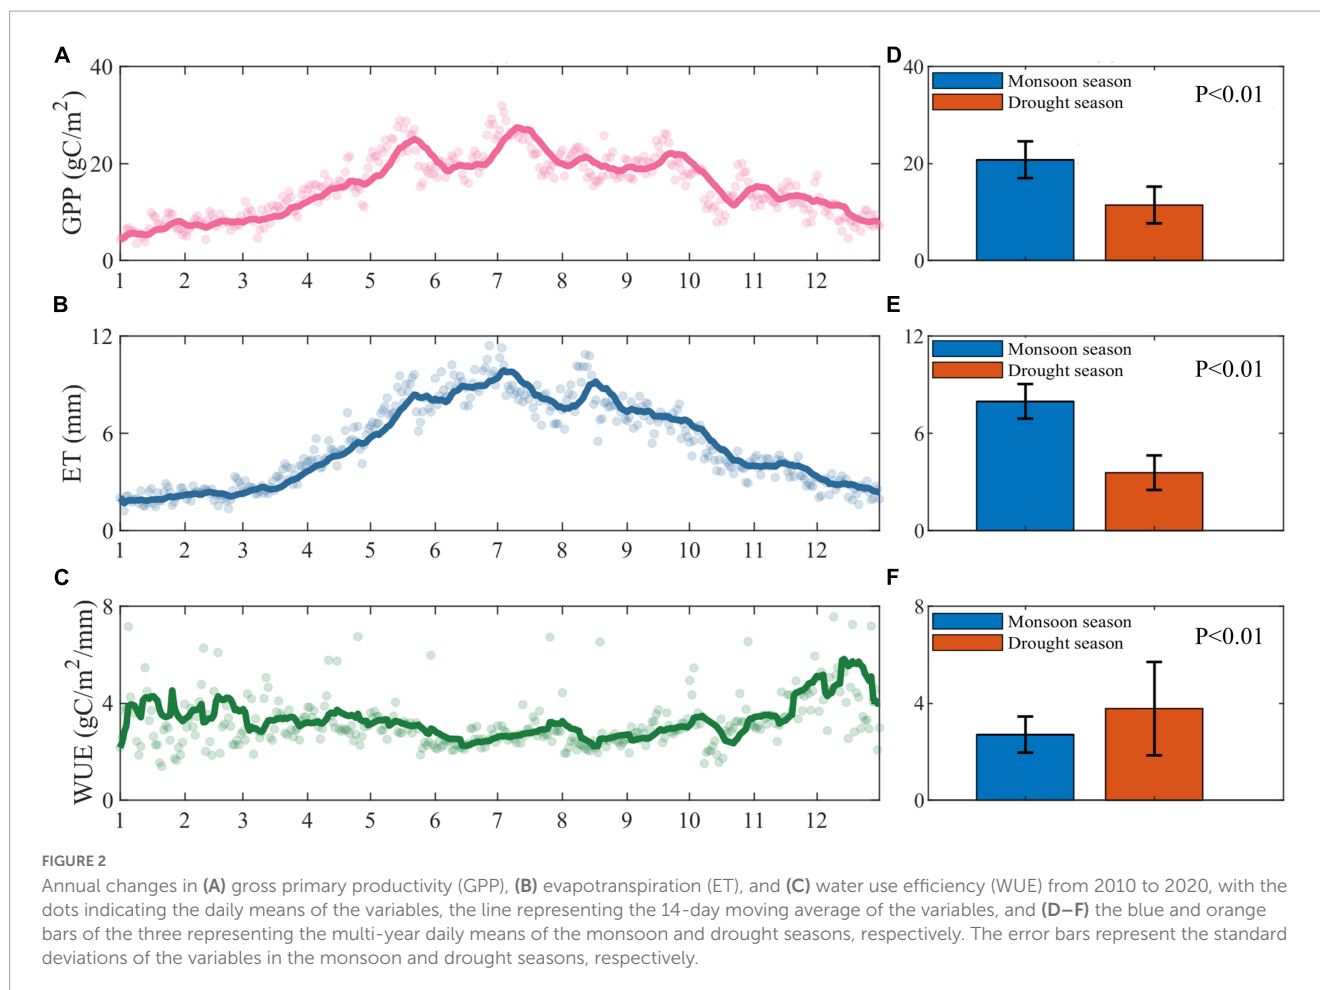 A
GPP (gC/m2)
40
20
0
1 2 3 4 5 6 7 8 9 10 11 12
D
40
20
0
Monsoon season
Drought season
P<0.01
B
ET (mm)
12
6
0
1 2 3 4 5 6 7 8 9 10 11 12
E
12
6
0
Monsoon season
Drought season
P<0.01
C
WUE (gC/m2/mm)
8
4
0
1 2 3 4 5 6 7 8 9 10 11 12
F
8
4
0
Monsoon season
Drought season
P<0.01
FIGURE 2
Annual changes in (A) gross primary productivity (GPP), (B) evapotranspiration (ET), and (C) water use efficiency (WUE) from 2010 to 2020, with the
dots indicating the daily means of the variables, the line representing the 14-day moving average of the variables, and (D–F) the blue and orange
bars of the three representing the multi-year daily means of the monsoon and drought seasons, respectively. The error bars represent the standard
deviations of the variables in the monsoon and drought seasons, respectively.